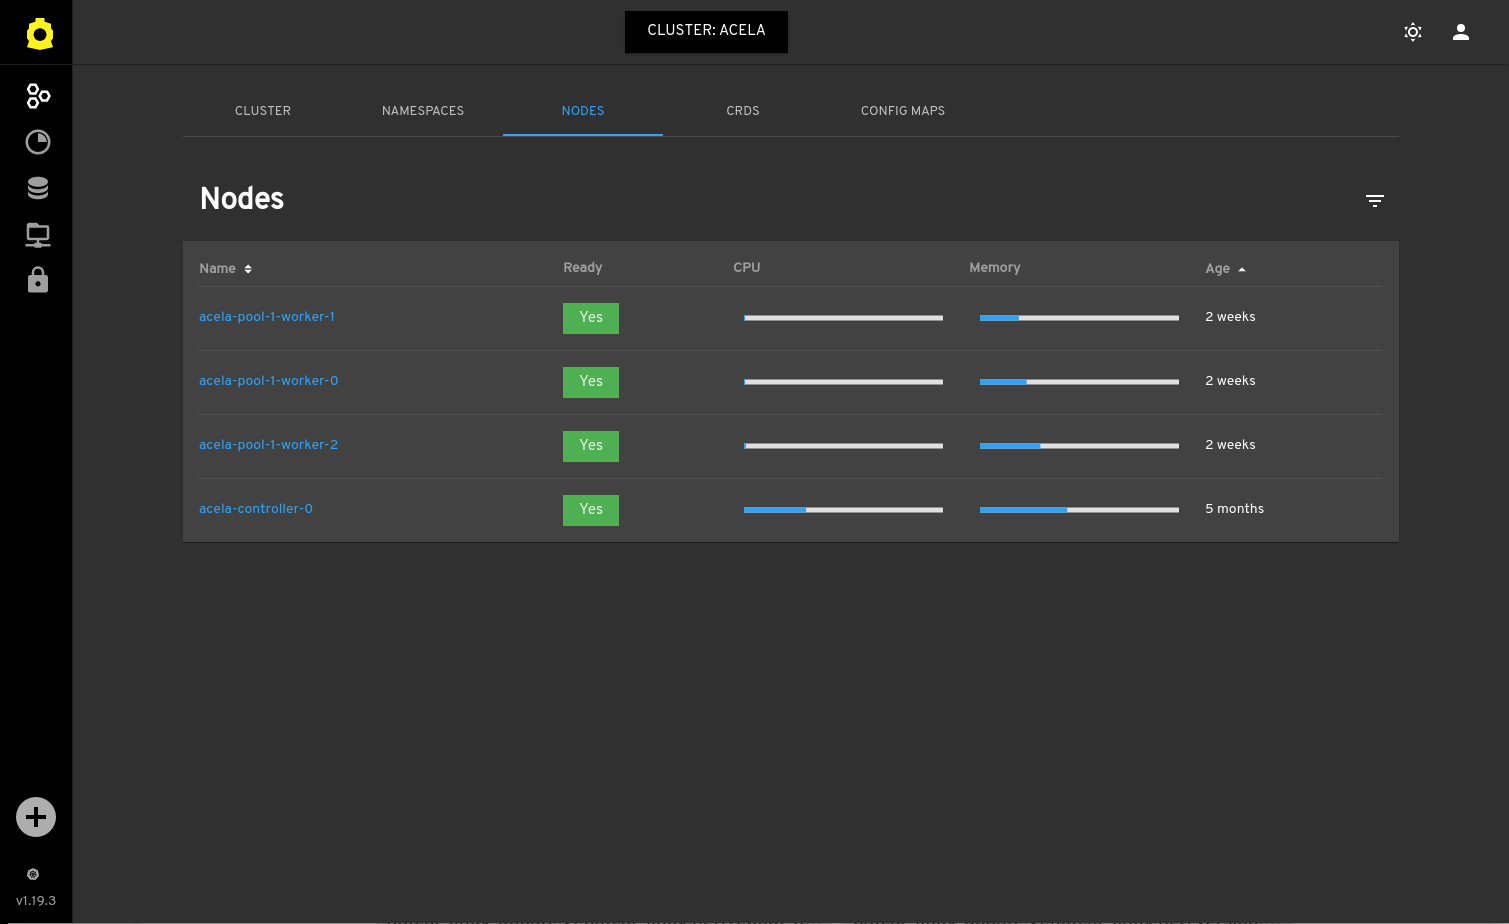 CLUSTER: ACELA
CLUSTER NAMESPACES NODES CRDS CONFIG MAPS
Nodes
Name Ready CPU Memory Age
acela-pool-1-worker-1 Yes 2 weeks
acela-pool-1-worker-0 Yes 2 weeks
acela-pool-1-worker-2 Yes 2 weeks
acela-controller-0 Yes 5 months
v1.19.3